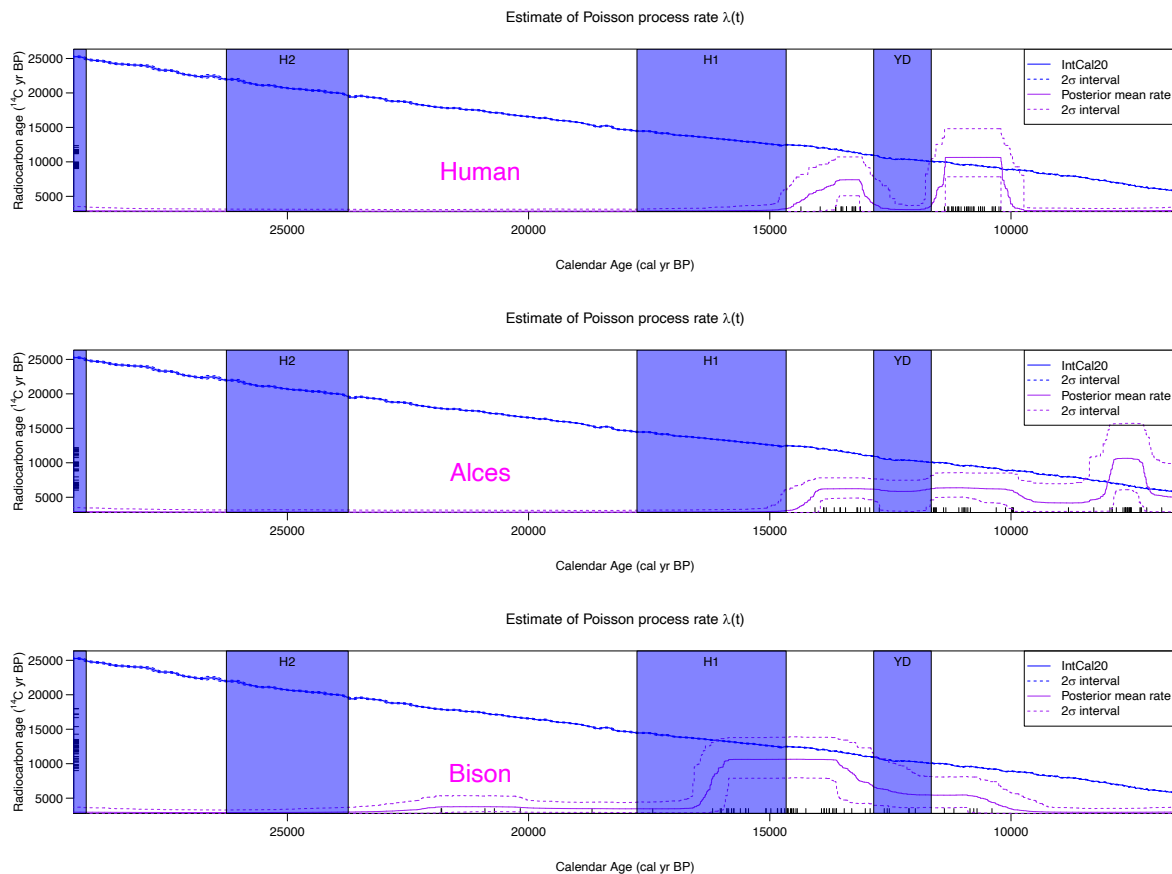 Estimate of Poisson process rate λ(t)
Radiocarbon age (¹⁴C yr BP)
25000
20000
15000
10000
5000
H2
H1
YD
IntCal20
2σ interval
Posterior mean rate
2σ interval
Human
25000
20000
15000
10000
Calendar Age (cal yr BP)
Estimate of Poisson process rate λ(t)
Radiocarbon age (¹⁴C yr BP)
25000
20000
15000
10000
5000
H2
H1
YD
IntCal20
2σ interval
Posterior mean rate
2σ interval
Alces
25000
20000
15000
10000
Calendar Age (cal yr BP)
Estimate of Poisson process rate λ(t)
Radiocarbon age (¹⁴C yr BP)
25000
20000
15000
10000
5000
H2
H1
YD
IntCal20
2σ interval
Posterior mean rate
2σ interval
Bison
25000
20000
15000
10000
Calendar Age (cal yr BP)